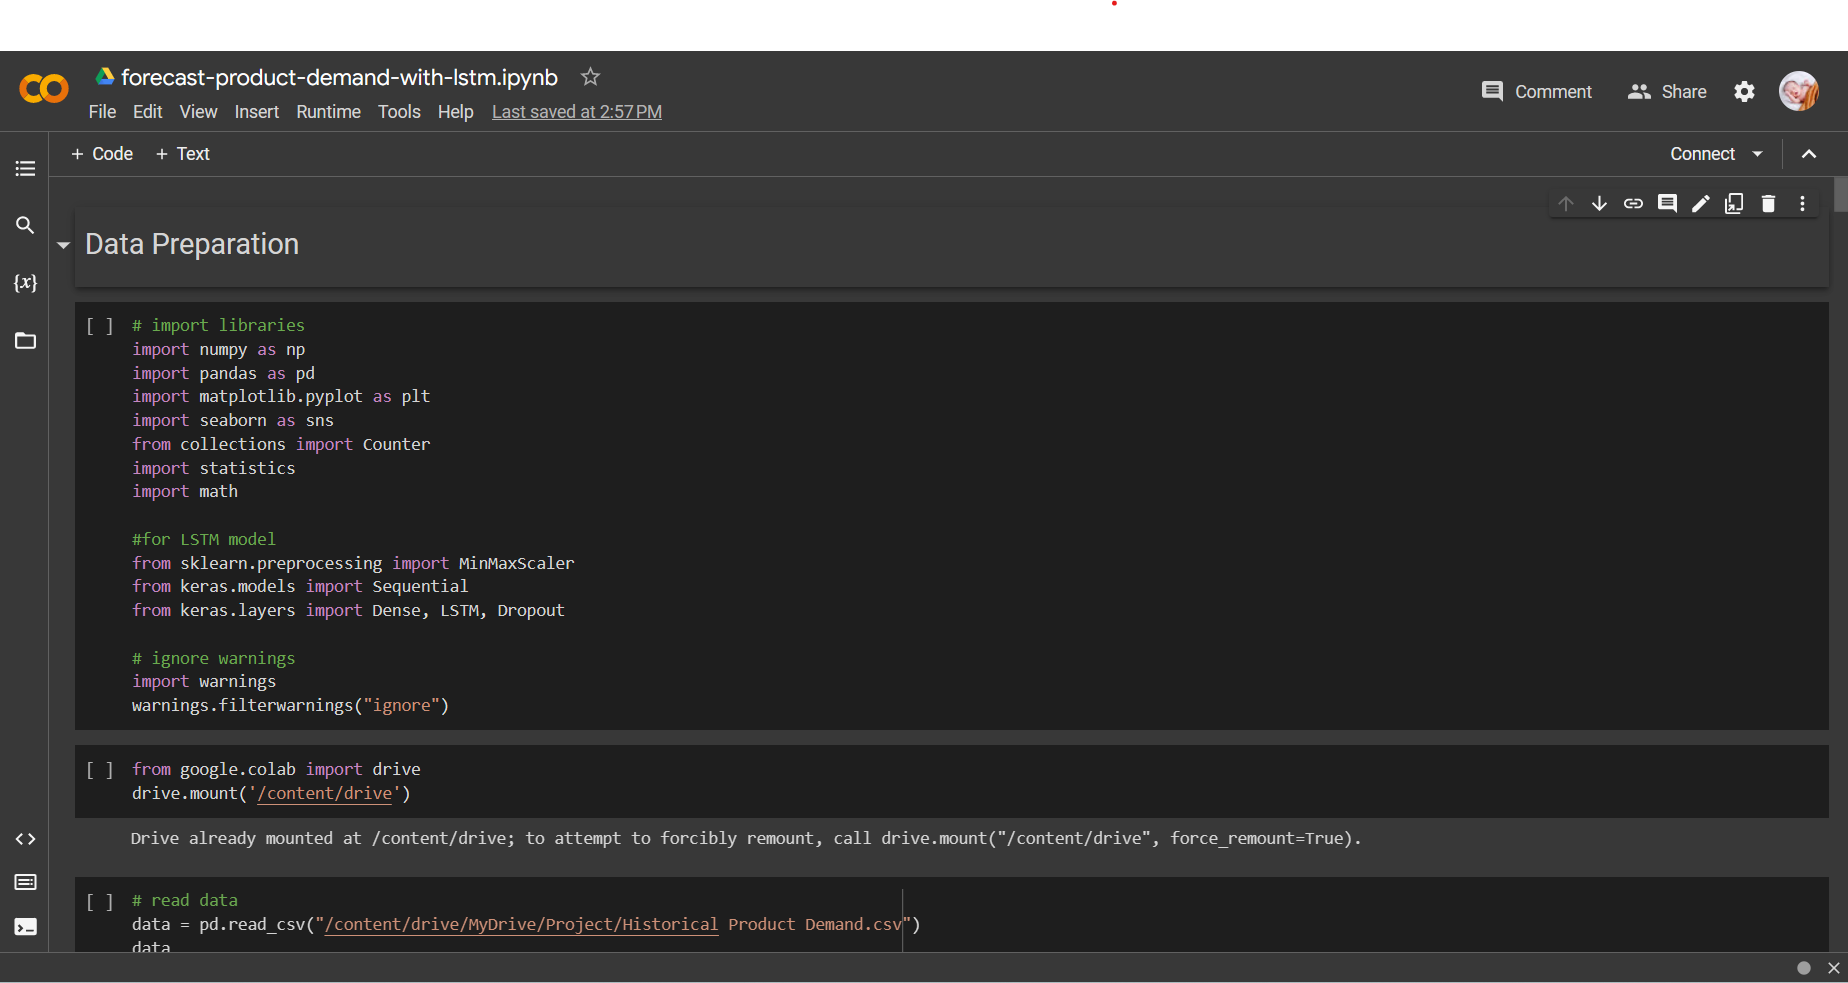 forecast-product-demand-with-lstm.ipynb
File Edit View Insert Runtime Tools Help Last saved at 2:57 PM
Comment Share
+ Code + Text
Connect
Data Preparation
[ ] # import libraries
import numpy as np
import pandas as pd
import matplotlib.pyplot as plt
import seaborn as sns
from collections import Counter
import statistics
import math
#for LSTM model
from sklearn.preprocessing import MinMaxScaler
from keras.models import Sequential
from keras.layers import Dense, LSTM, Dropout
# ignore warnings
import warnings
warnings.filterwarnings("ignore")
[ ] from google.colab import drive
drive.mount('/content/drive')
Drive already mounted at /content/drive; to attempt to forcibly remount, call drive.mount("/content/drive", force_remount=True).
[ ] # read data
data = pd.read_csv("/content/drive/MyDrive/Project/Historical Product Demand.csv")
data